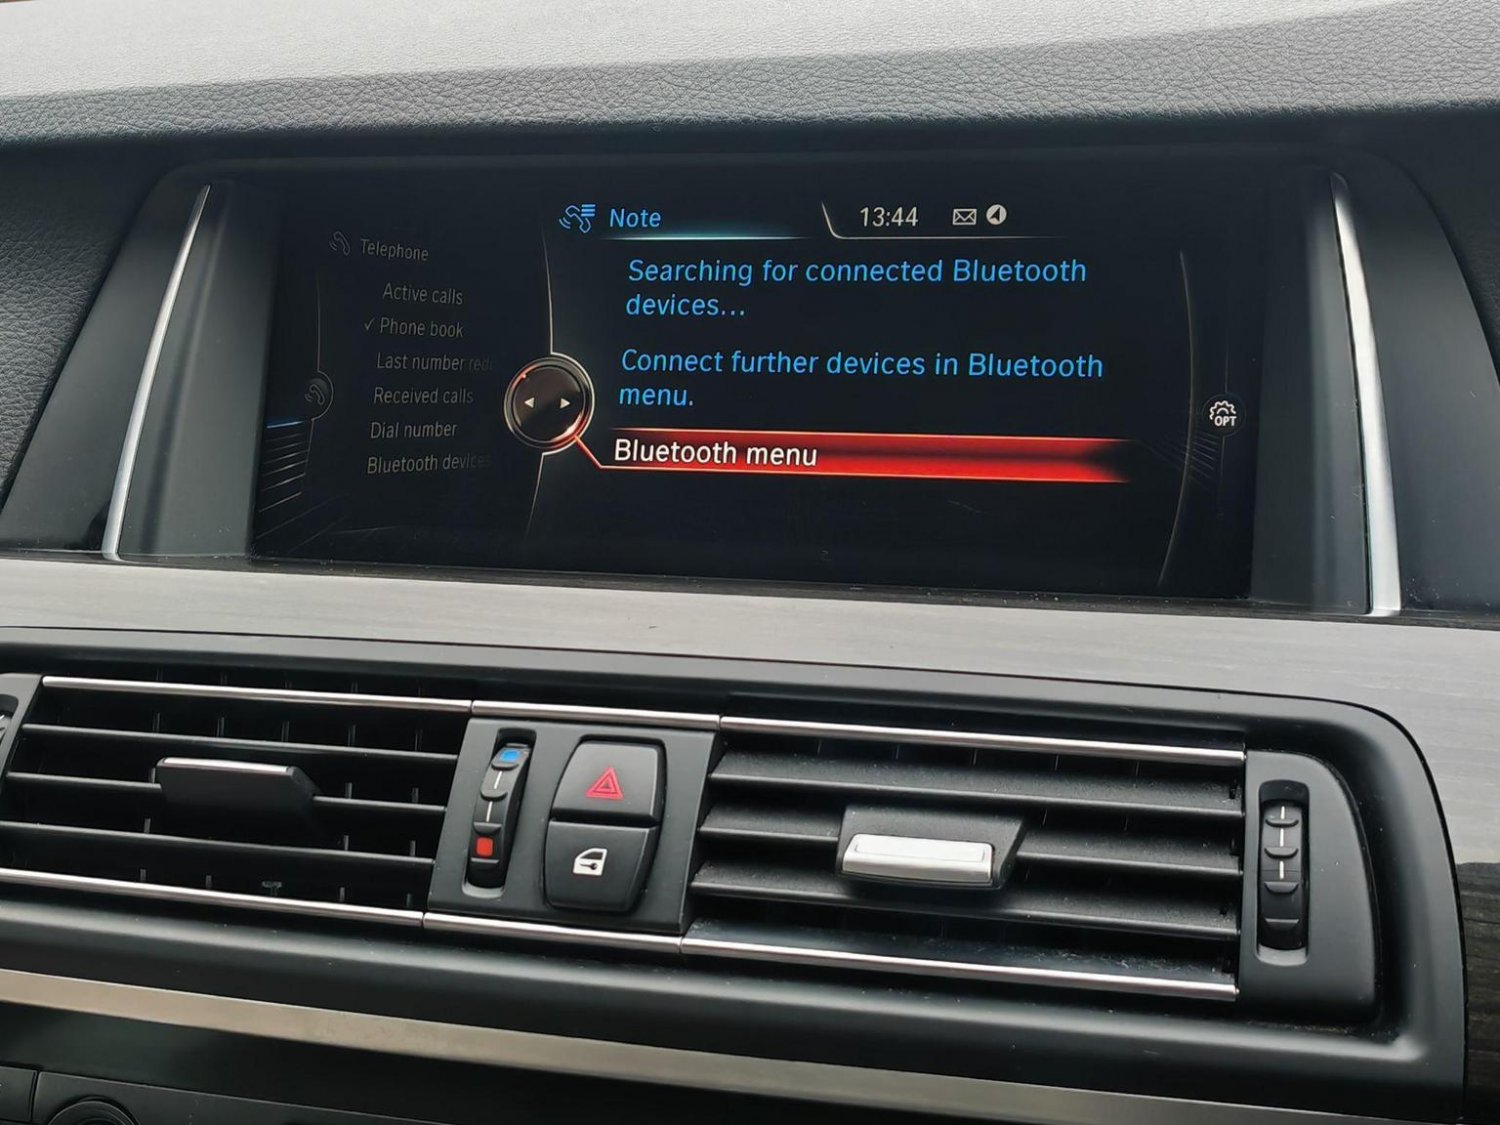 Note
13:44
Telephone
Active calls
Phone book
Last number
Received calls
Dial number
Bluetooth devices
Searching for connected Bluetooth
devices...
Connect further devices in Bluetooth
menu.
Bluetooth menu
OPT